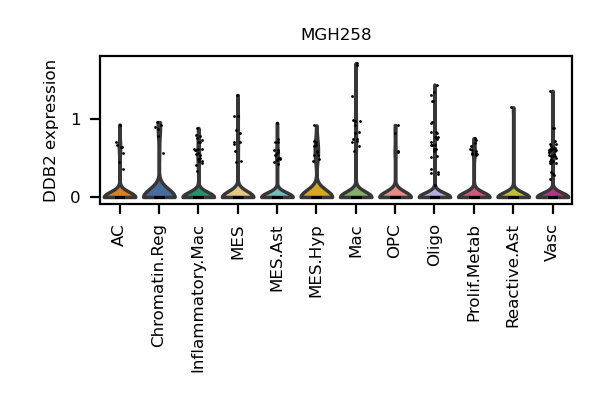 MGH258
DDB2 expression
1
0
AC
Chromatin.Reg
Inflammatory.Mac
MES
MES.Ast
MES.Hyp
Mac
OPC
Oligo
Prolif.Metab
Reactive.Ast
Vasc